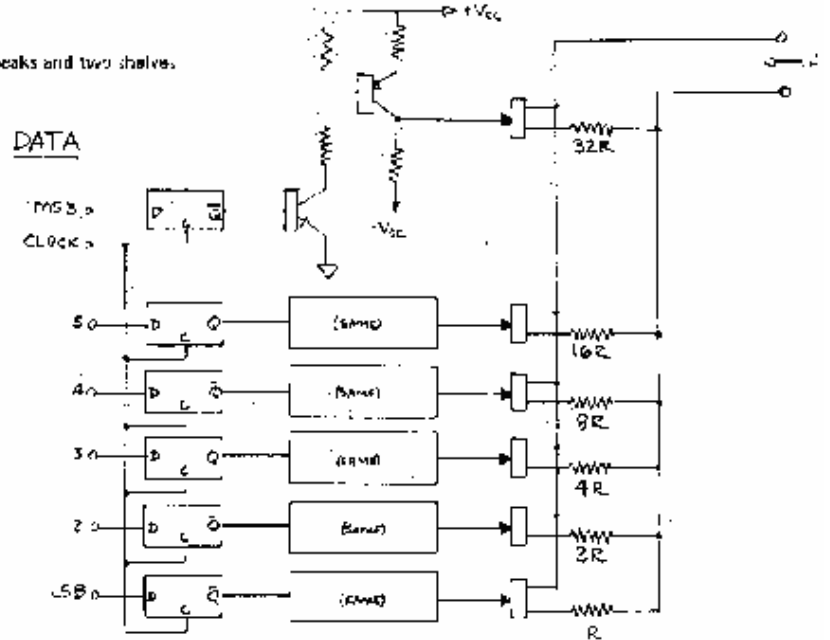 +Vcc
eaks and two shelves
DATA
32R
MSB
D Q
C
CLOCK
-Vcc
5
D Q
C
(SAME)
16R
4
D Q
C
(SAME)
8R
3
D Q
C
(SAME)
4R
2
D Q
C
(SAME)
2R
LSB
D Q
C
(SAME)
R